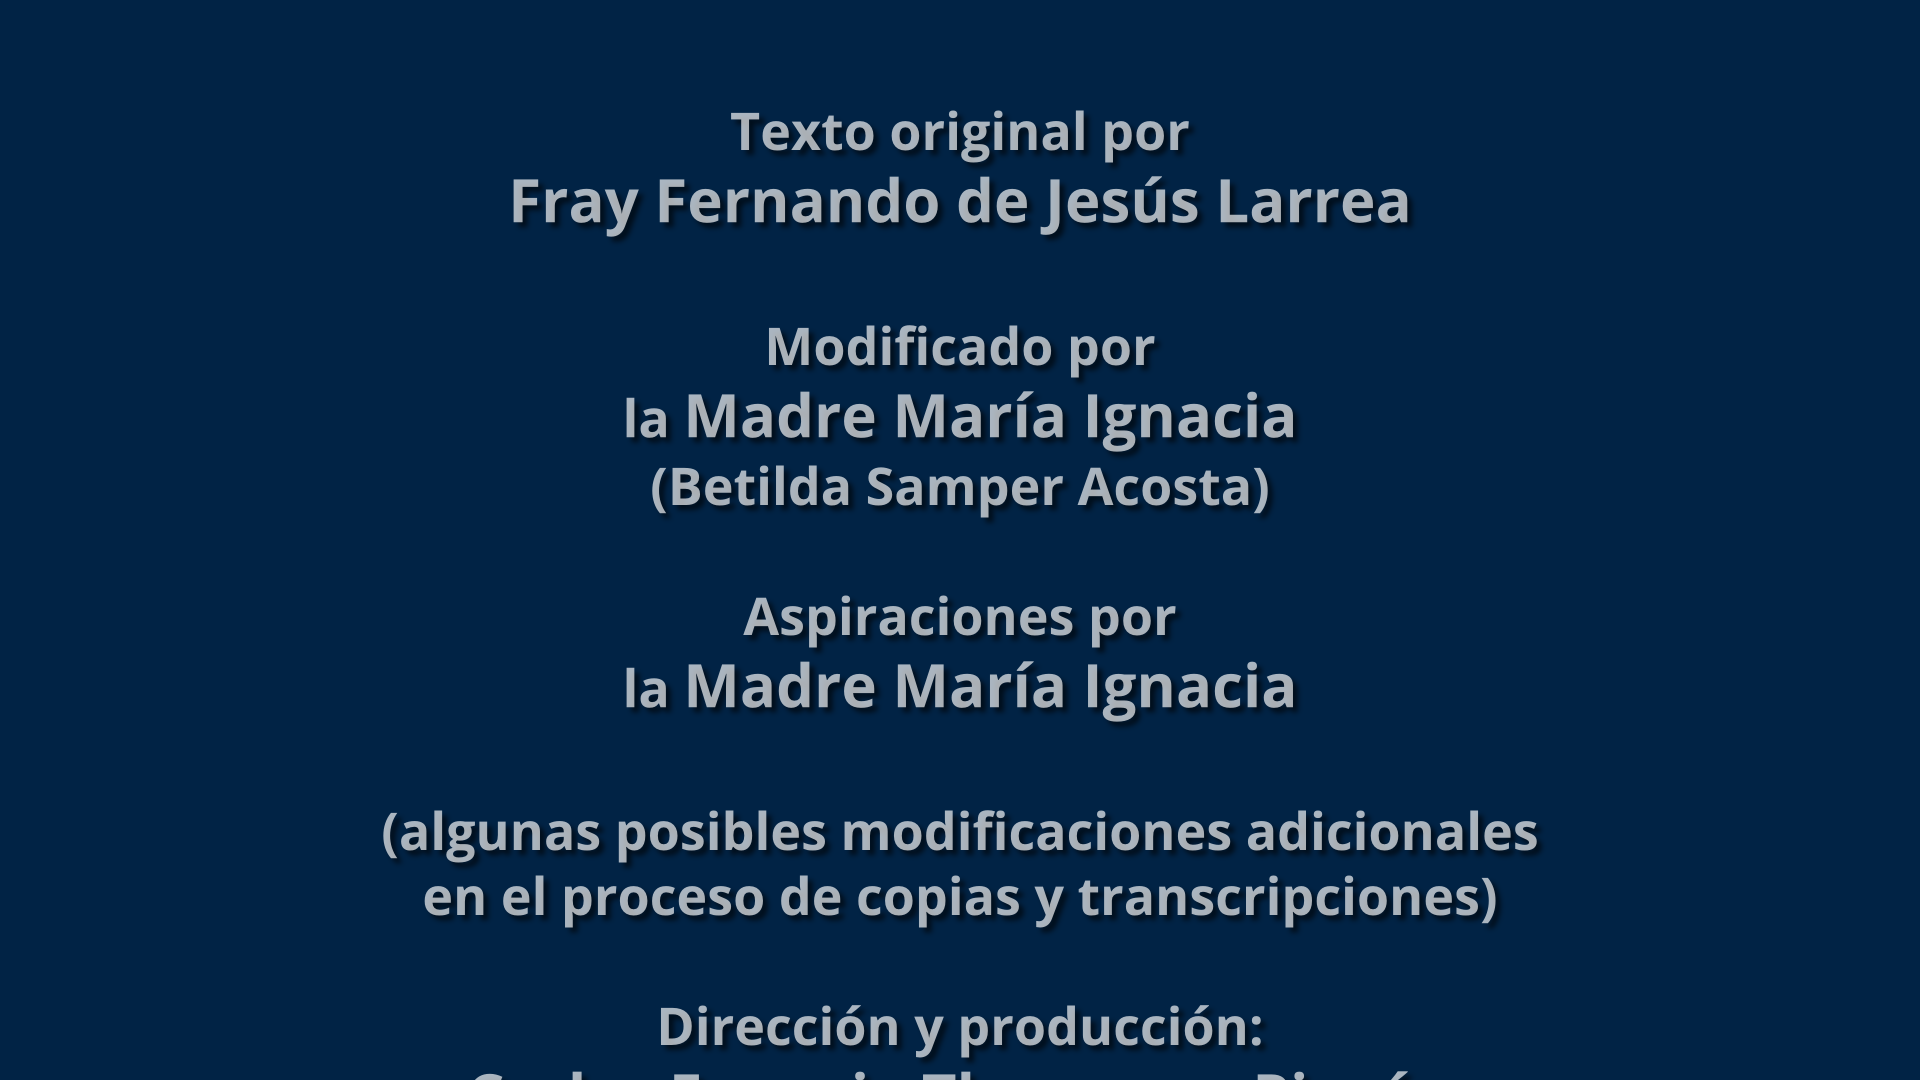 Texto original por
Fray Fernando de Jesús Larrea
Modificado por
la Madre María Ignacia
(Betilda Samper Acosta)
Aspiraciones por
la Madre María Ignacia
(algunas posibles modificaciones adicionales
en el proceso de copias y transcripciones)
Dirección y producción: